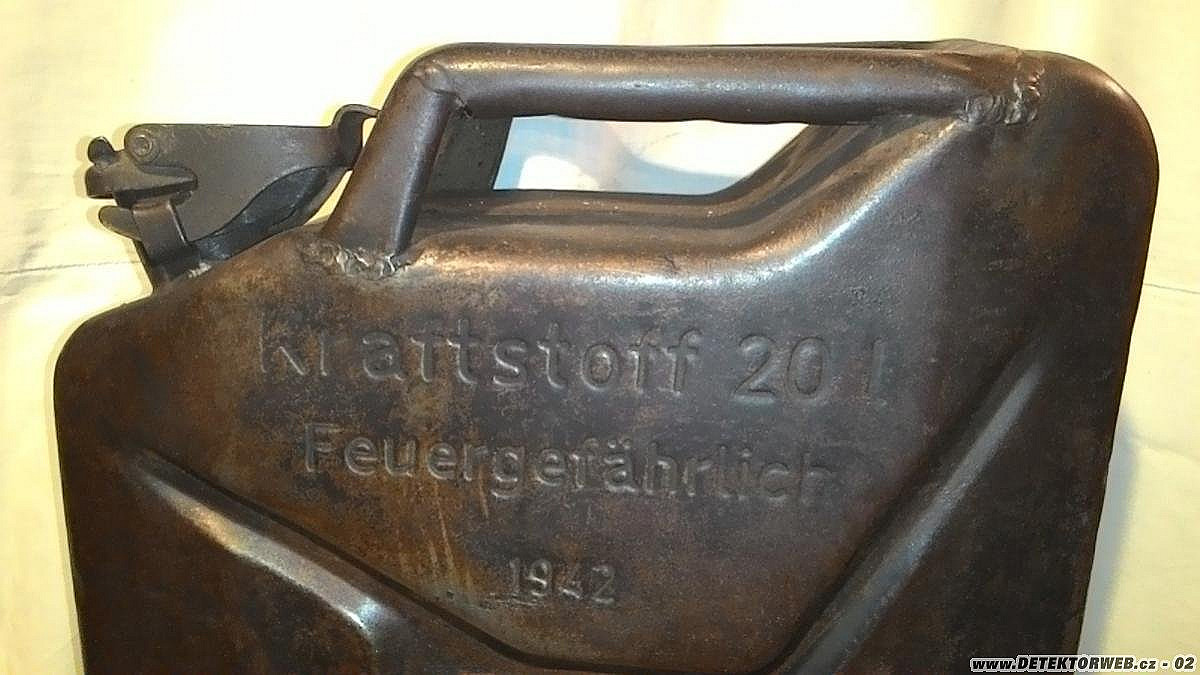 Kraftstoff 20 l
Feuergefährlich
1942
www.DETEKTORWEB.cz - 02